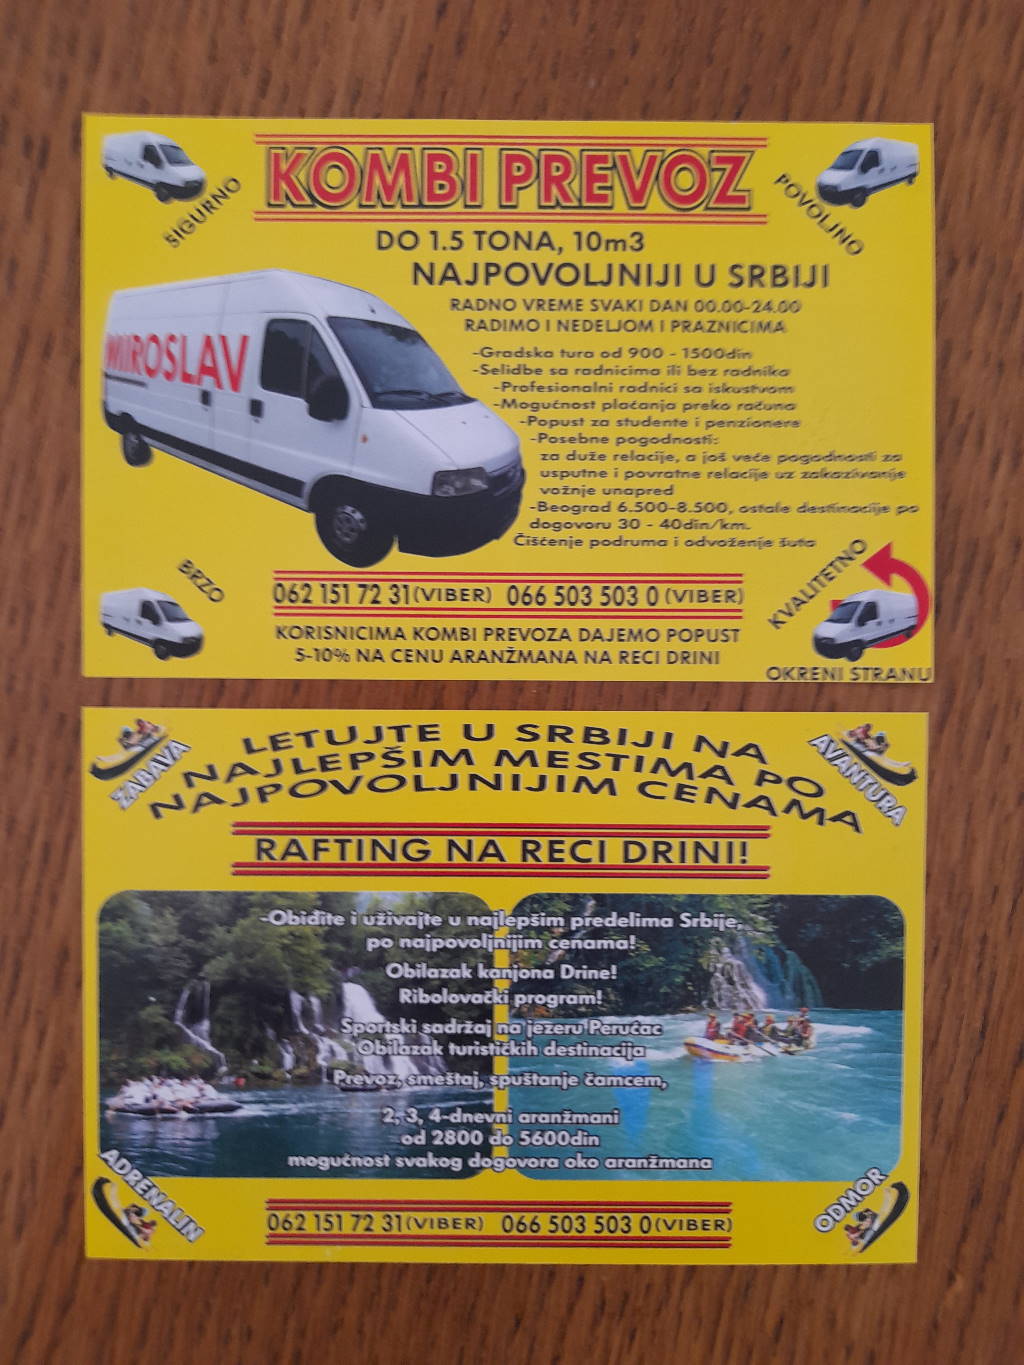 SIGURNO
KOMBI PREVOZ
POVOLJNO
DO 1.5 TONA, 10m3
NAJPOVOLJNIJI U SRBIJI
RADNO VREME SVAKI DAN 00.00-24.00
RADIMO I NEDELJOM I PRAZNICIMA
MIROSLAV
-Gradska tura od 900 - 1500din
-Selidbe sa radnicima ili bez radnika
-Profesionalni radnici sa iskustvom
-Mogućnost plaćanja preko računa
-Popust za studente i penzionere
-Posebne pogodnosti:
za duže relacije, a još veće pogodnosti za
usputne i povratne relacije uz zakazivanje
vožnje unapred
-Beograd 6.500-8.500, ostale destinacije po
dogovoru 30 - 40din/km.
Čišćenje podruma i odvoženje šuta
BRZO
KVALITETNO
062 151 72 31(VIBER) 066 503 503 0 (VIBER)
KORISNICIMA KOMBI PREVOZA DAJEMO POPUST
5-10% NA CENU ARANŽMANA NA RECI DRINI
OKRENI STRANU
ZABAVA
AVANTURA
LETUJTE U SRBIJI NA
NAJLEPŠIM MESTIMA PO
NAJPOVOLJNIJIM CENAMA
RAFTING NA RECI DRINI!
-Obiđite i uživajte u najlepšim predelima Srbije,
po najpovoljnijim cenama!
Obilazak kanjona Drine!
Ribolovački program!
Sportski sadržaj na jezeru Perućac
Obilazak turističkih destinacija
Prevoz, smeštaj, spuštanje čamcem,
2, 3, 4-dnevni aranžmani
od 2800 do 5600din
mogućnost svakog dogovora oko aranžmana
ADRENALIN
ODMOR
062 151 72 31(VIBER) 066 503 503 0 (VIBER)